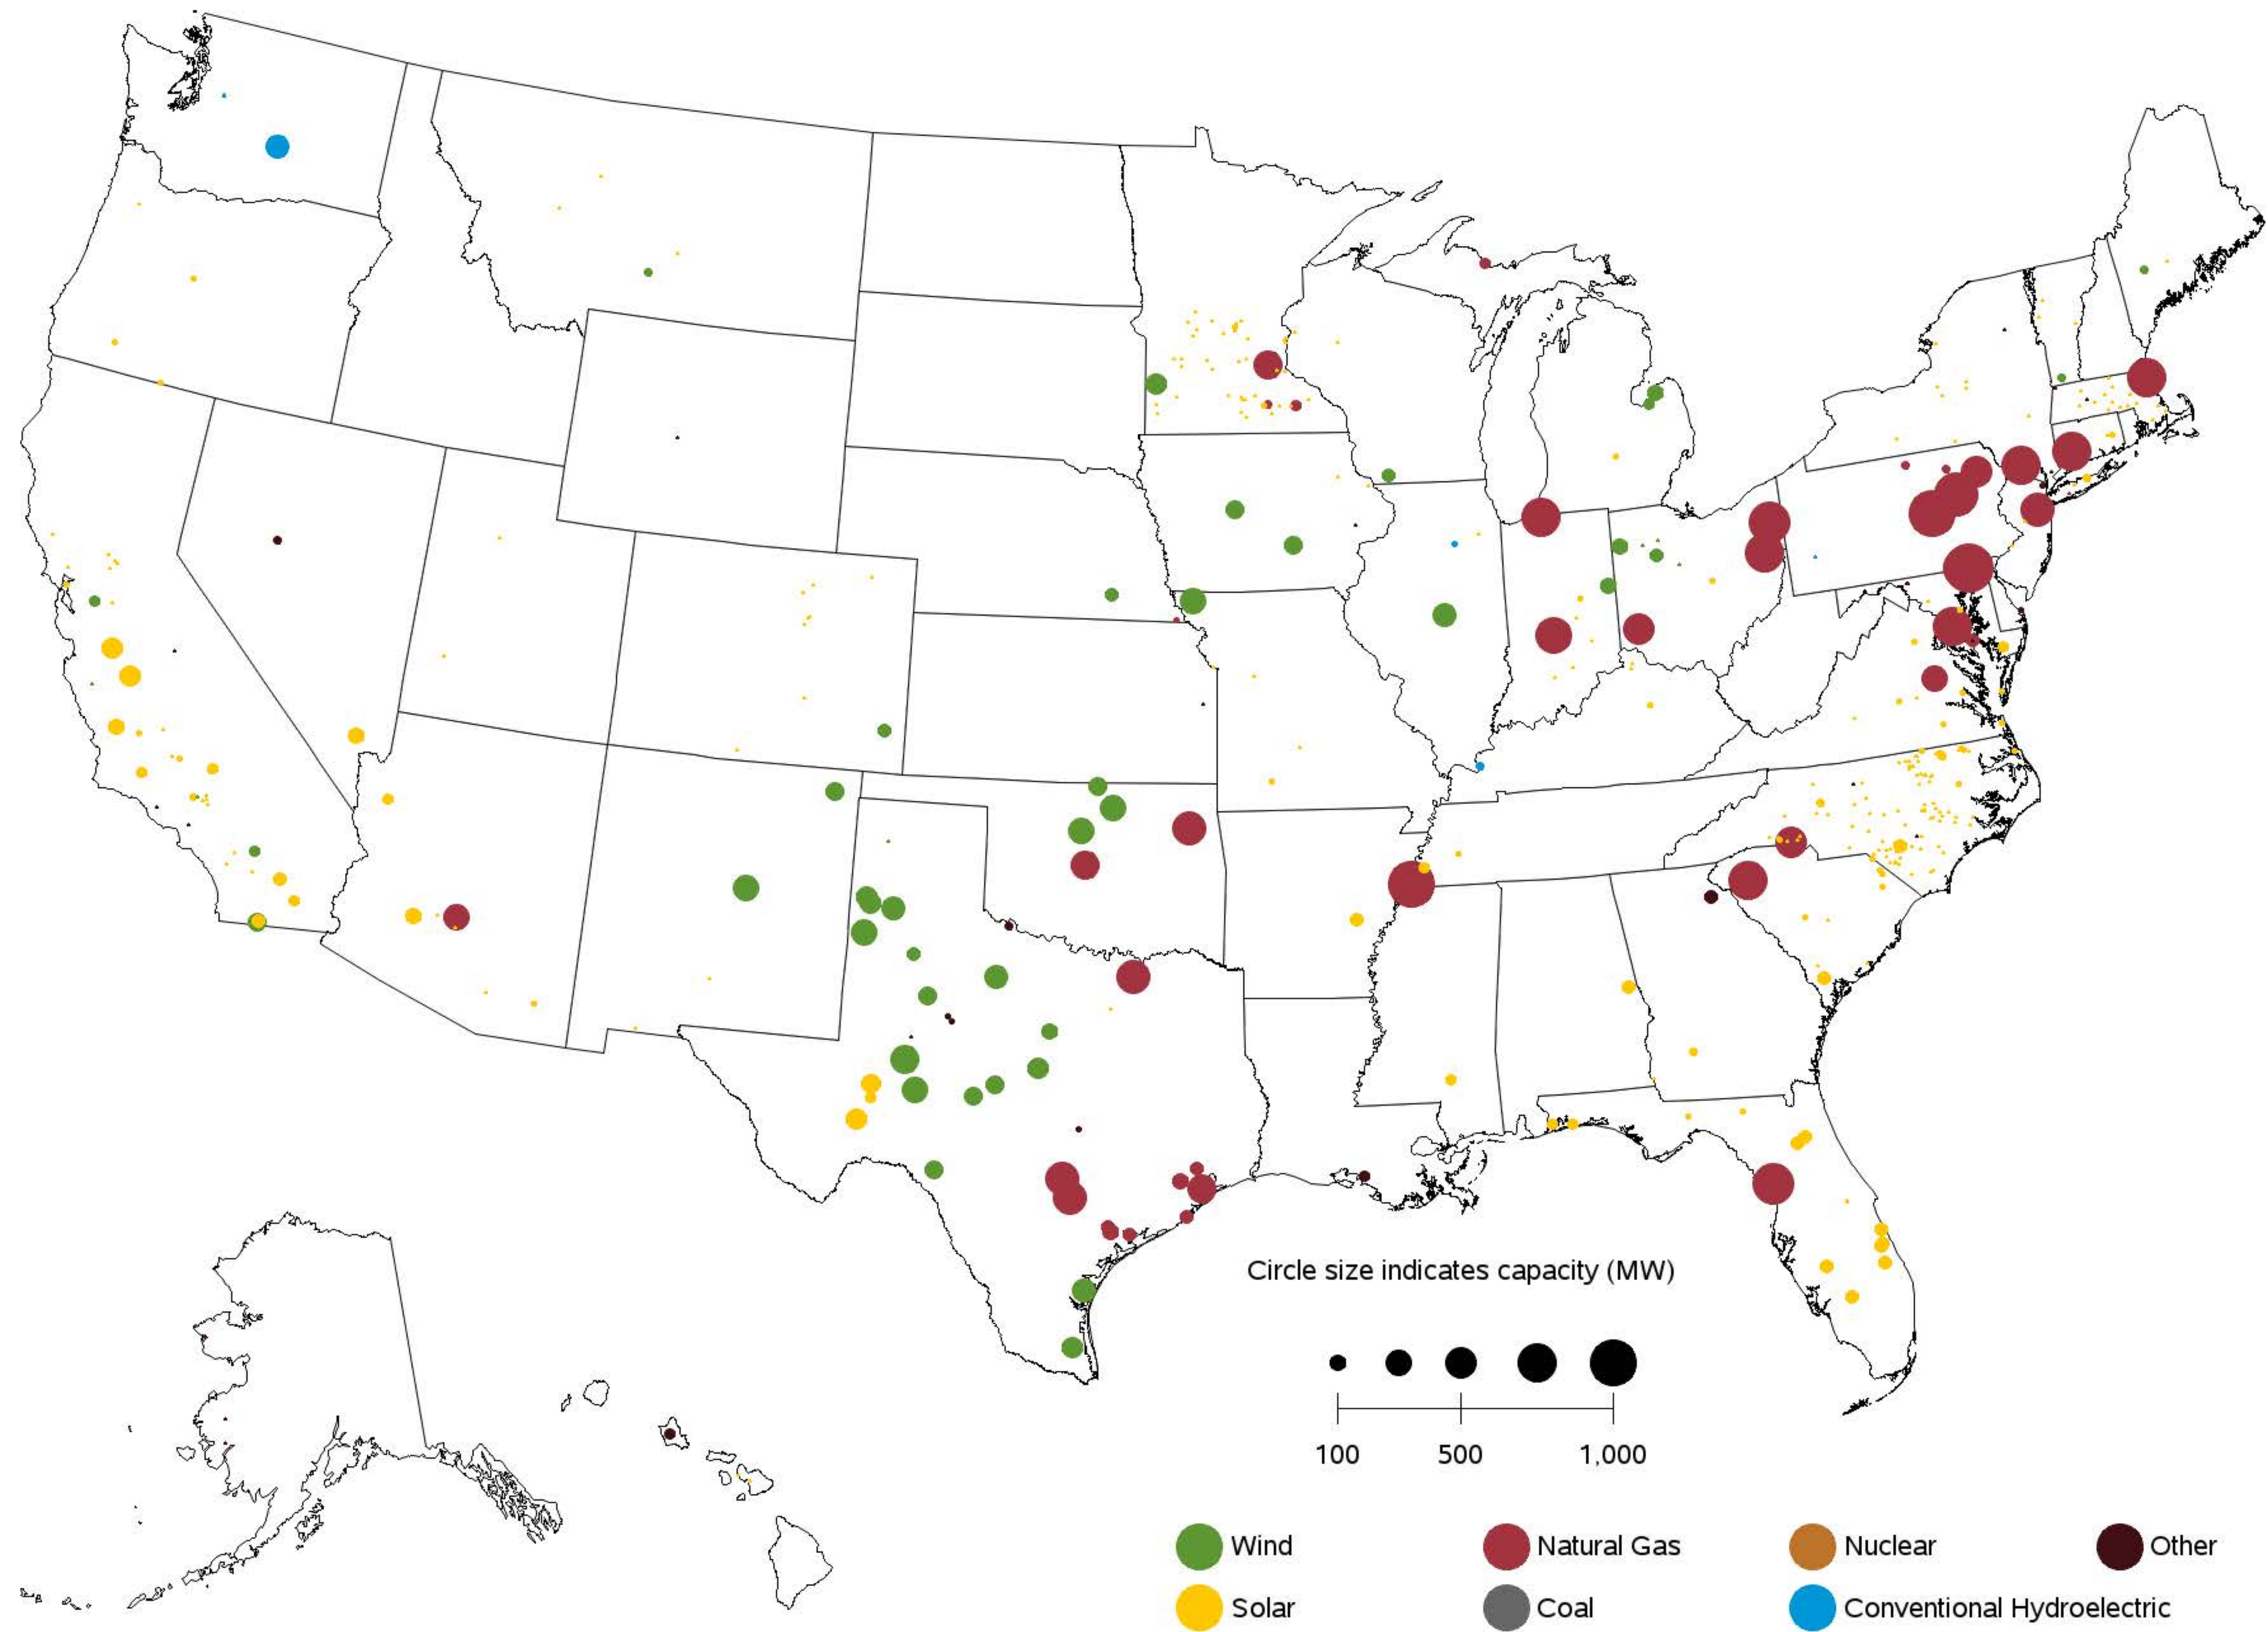 Circle size indicates capacity (MW)
100 500 1,000
Wind Natural Gas Nuclear Other
Solar Coal Conventional Hydroelectric